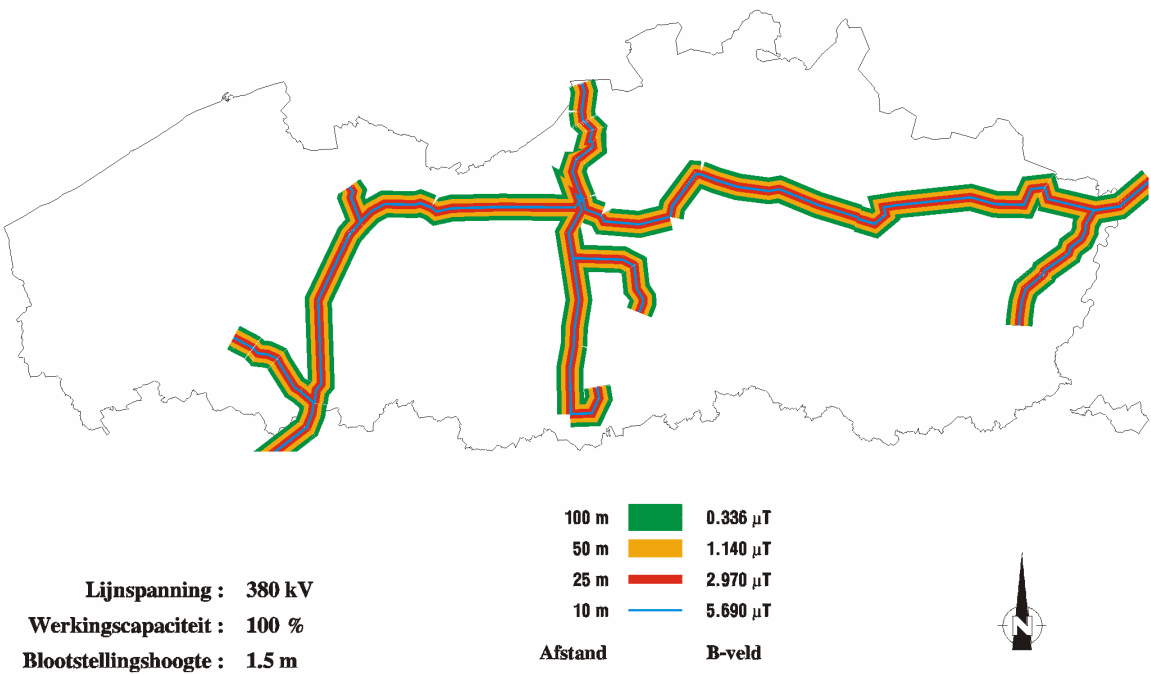 100 m 0.336 µT
50 m 1.140 µT
25 m 2.970 µT
10 m 5.690 µT
Afstand B-veld
Lijnspanning : 380 kV
Werkingscapaciteit : 100 %
Blootstellingshoogte : 1.5 m
N